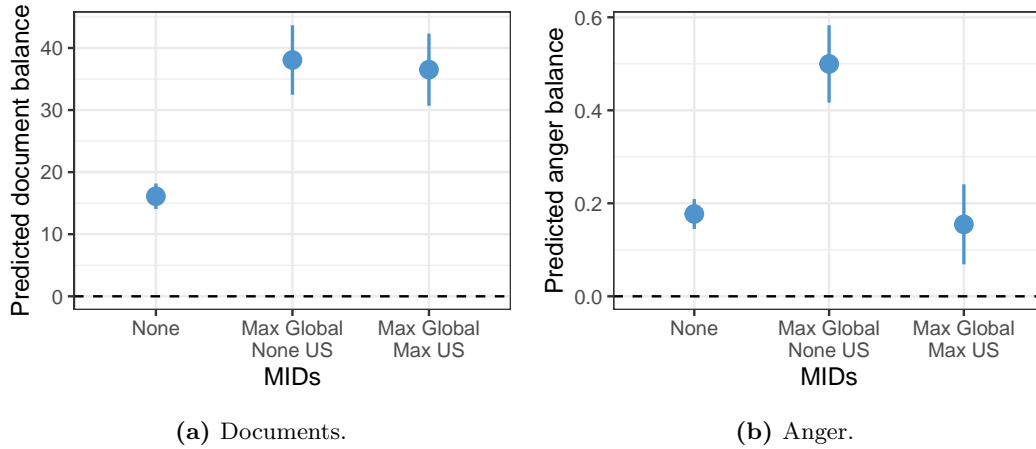 Predicted document balance
40
30
20
10
0
None
Max Global
None US
Max Global
Max US
MIDs
(a) Documents.
Predicted anger balance
0.6
0.4
0.2
0.0
None
Max Global
None US
Max Global
Max US
MIDs
(b) Anger.